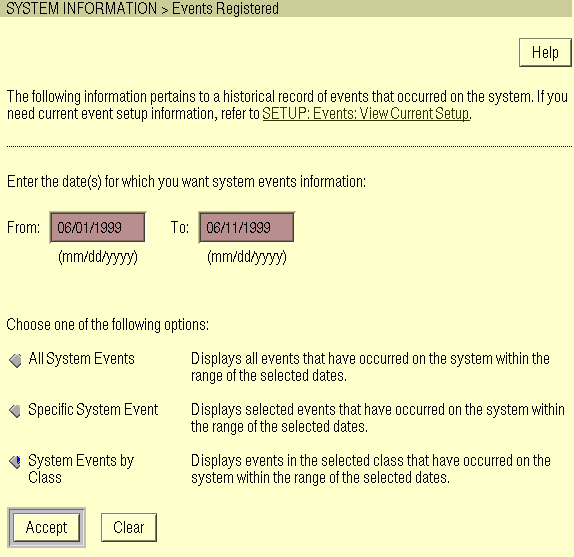 SYSTEM INFORMATION > Events Registered
Help
The following information pertains to a historical record of events that occurred on the system. If you
need current event setup information, refer to SETUP: Events: View Current Setup.
Enter the date(s) for which you want system events information:
From: 06/01/1999 To: 06/11/1999
(mm/dd/yyyy) (mm/dd/yyyy)
Choose one of the following options:
All System Events Displays all events that have occurred on the system within the
range of the selected dates.
Specific System Event Displays selected events that have occurred on the system within
the range of the selected dates.
System Events by Displays events in the selected class that have occurred on the
Class system within the range of the selected dates.
Accept Clear